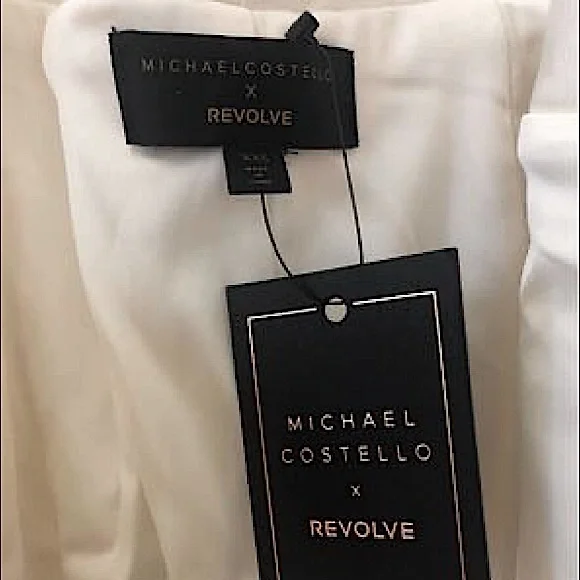 MICHAELCOSTELLO
X
REVOLVE
MICHAEL
COSTELLO
x
REVOLVE